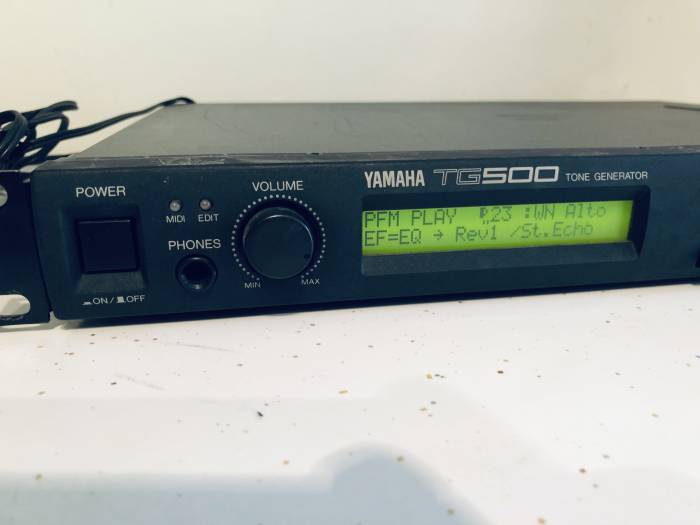 POWER
ON / OFF
MIDI EDIT
PHONES
VOLUME
MIN MAX
YAMAHA TG500 TONE GENERATOR
PFM PLAY 23 :WN Alto
EF=EQ → Rev1 /St.Echo